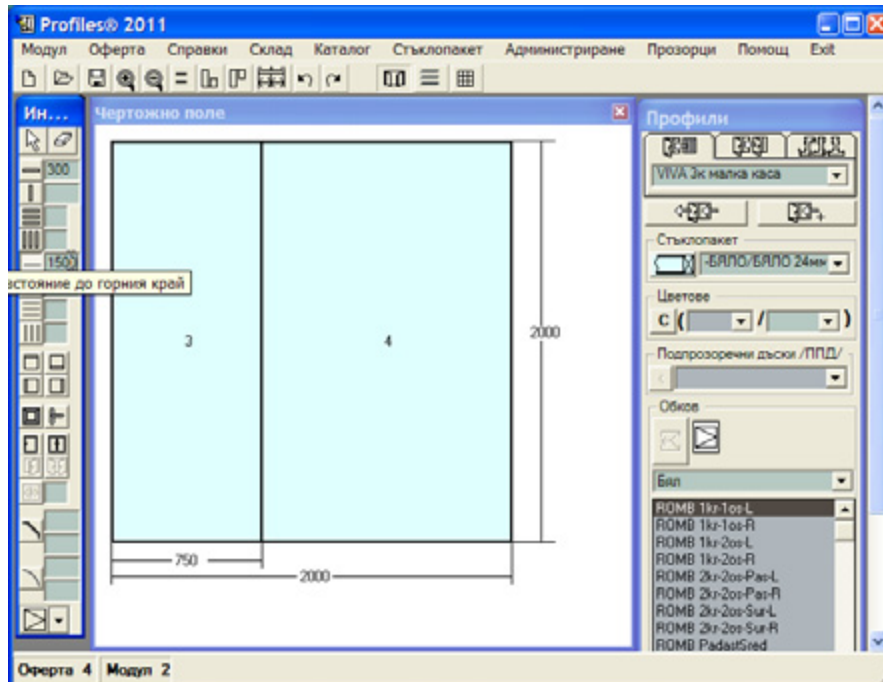 Profiles® 2011
Модул Оферта Справки Склад Каталог Стъклопакет Администриране Прозорци Помощ Exit
Ин...
Чертожно поле
Профили
300
VIVA 3к малка каса
150
стояние до горния край
Стъклопакет
-БЯЛО/БЯЛО 24мм
Цветове
C ( / )
Подпрозоречни дъски /ППД/
Обков
Бял
3
4
2000
750
2000
ROMB 1kr-1os-L
ROMB 1kr-1os-R
ROMB 1kr-2os-L
ROMB 1kr-2os-R
ROMB 2kr-2os-Pas-L
ROMB 2kr-2os-Pas-R
ROMB 2kr-2os-Sur-L
ROMB 2kr-2os-Sur-R
ROMB PadastSred
Оферта 4 Модул 2